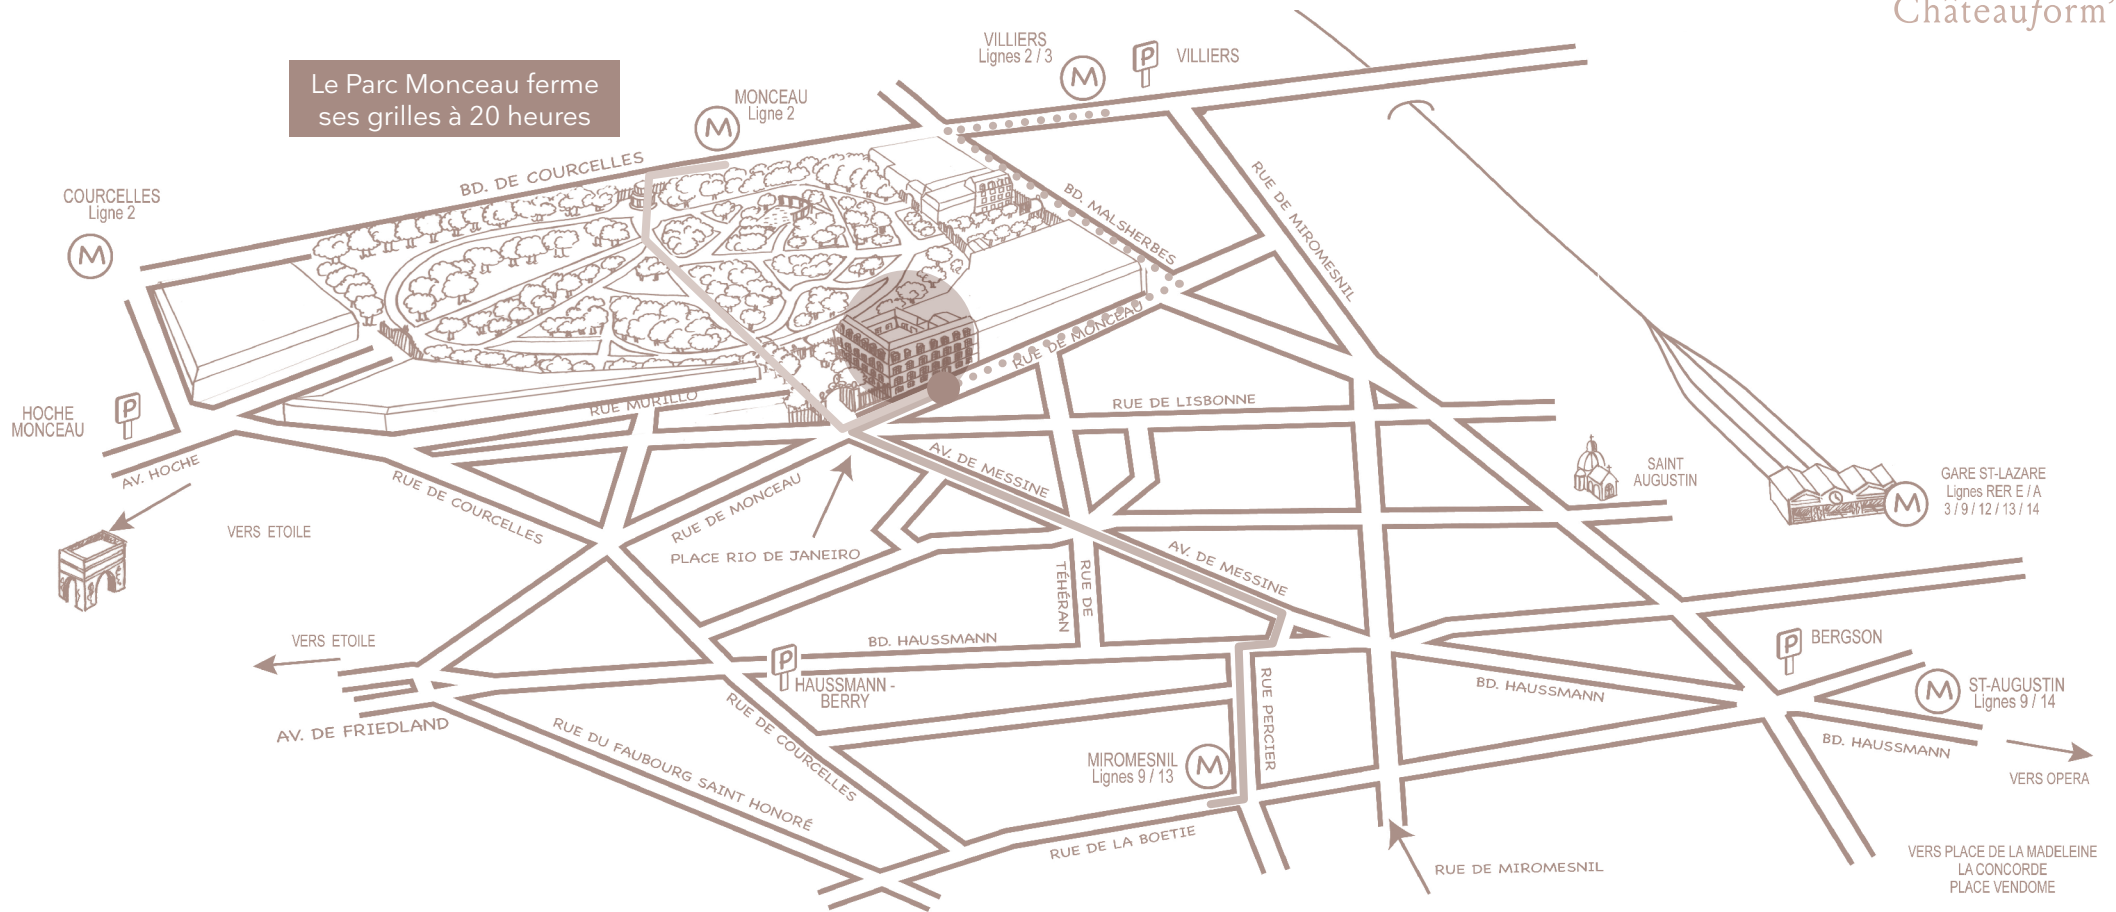 Châteauform'
Le Parc Monceau ferme
ses grilles à 20 heures
VILLIERS
Lignes 2 / 3
M
P
VILLIERS
MONCEAU
Ligne 2
M
BD. DE COURCELLES
COURCELLES
Ligne 2
M
BD. MALSHERBES
RUE DE MIROMESNIL
RUE DE MONCEAU
HOCHE
MONCEAU
P
RUE MURILLO
RUE DE LISBONNE
AV. HOCHE
RUE DE COURCELLES
RUE DE MONCEAU
AV. DE MESSINE
SAINT
AUGUSTIN
GARE ST-LAZARE
Lignes RER E / A
3 / 9 / 12 / 13 / 14
M
VERS ETOILE
PLACE RIO DE JANEIRO
AV. DE MESSINE
RUE DE
TÉHÉRAN
VERS ETOILE
BD. HAUSSMANN
P
HAUSSMANN -
BERRY
RUE PERCIER
BD. HAUSSMANN
P
BERGSON
M
ST-AUGUSTIN
Lignes 9 / 14
AV. DE FRIEDLAND
RUE DU FAUBOURG SAINT HONORÉ
RUE DE COURCELLES
MIROMESNIL
Lignes 9 / 13
M
BD. HAUSSMANN
VERS OPERA
RUE DE LA BOETIE
RUE DE MIROMESNIL
VERS PLACE DE LA MADELEINE
LA CONCORDE
PLACE VENDOME